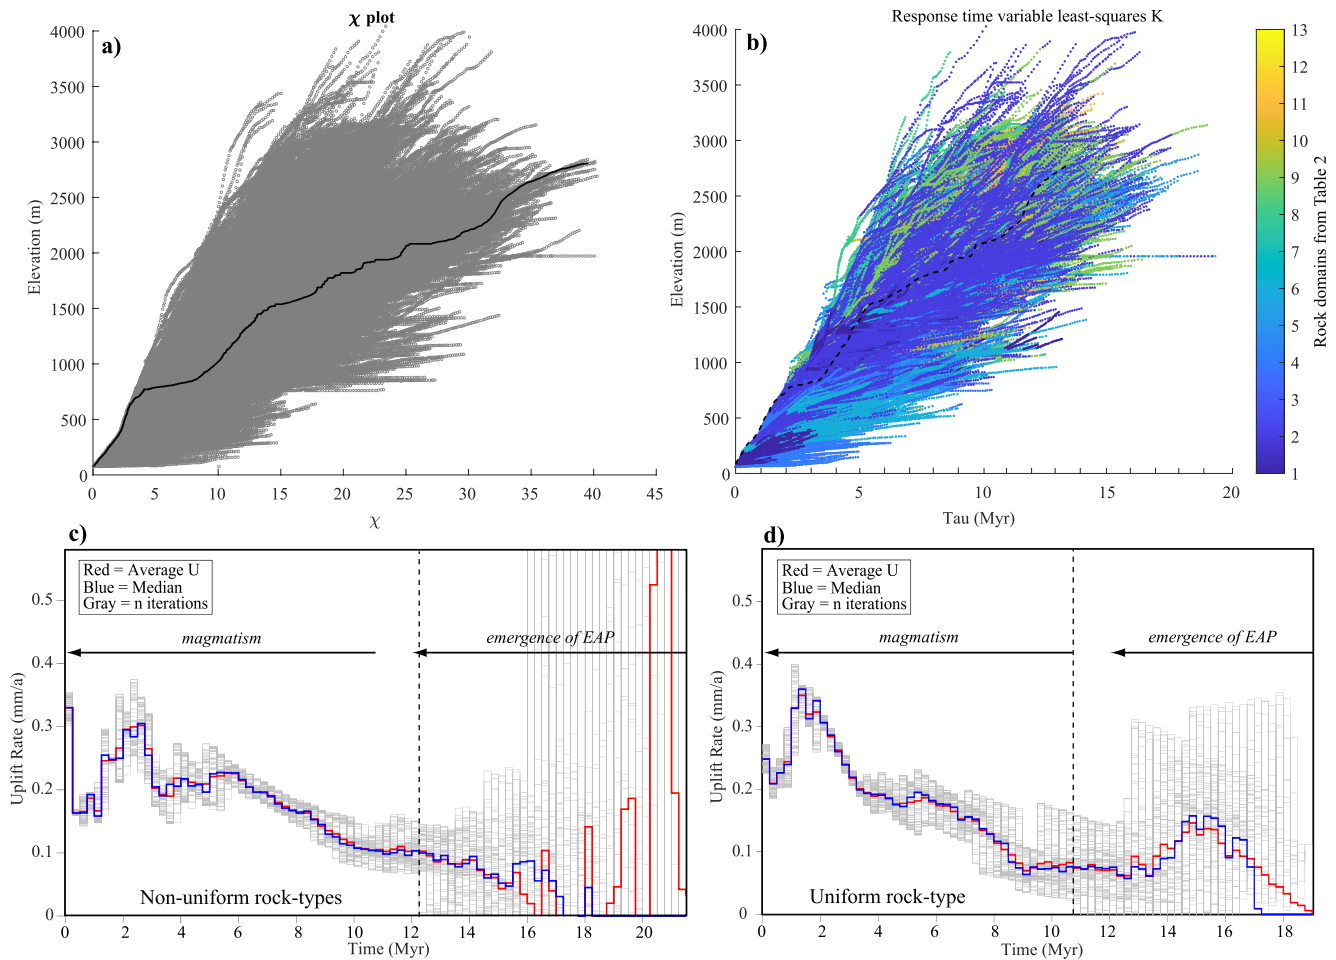 χ plot
a)
4000
3500
3000
2500
2000
1500
1000
500
0
Elevation (m)
0 5 10 15 20 25 30 35 40 45
χ
Response time variable least-squares K
b)
4000
3500
3000
2500
2000
1500
1000
500
0
Elevation (m)
0 5 10 15 20
Tau (Myr)
13
12
11
10
9
8
7
6
5
4
3
2
1
Rock domains from Table 2
c)
Red = Average U
Blue = Median
Gray = n iterations
magmatism
emergence of EAP
0.5
0.4
0.3
0.2
0.1
0
Uplift Rate (mm/a)
Non-uniform rock-types
0 2 4 6 8 10 12 14 16 18 20
Time (Myr)
d)
Red = Average U
Blue = Median
Gray = n iterations
magmatism
emergence of EAP
0.5
0.4
0.3
0.2
0.1
0
Uplift Rate (mm/a)
Uniform rock-type
0 2 4 6 8 10 12 14 16 18
Time (Myr)